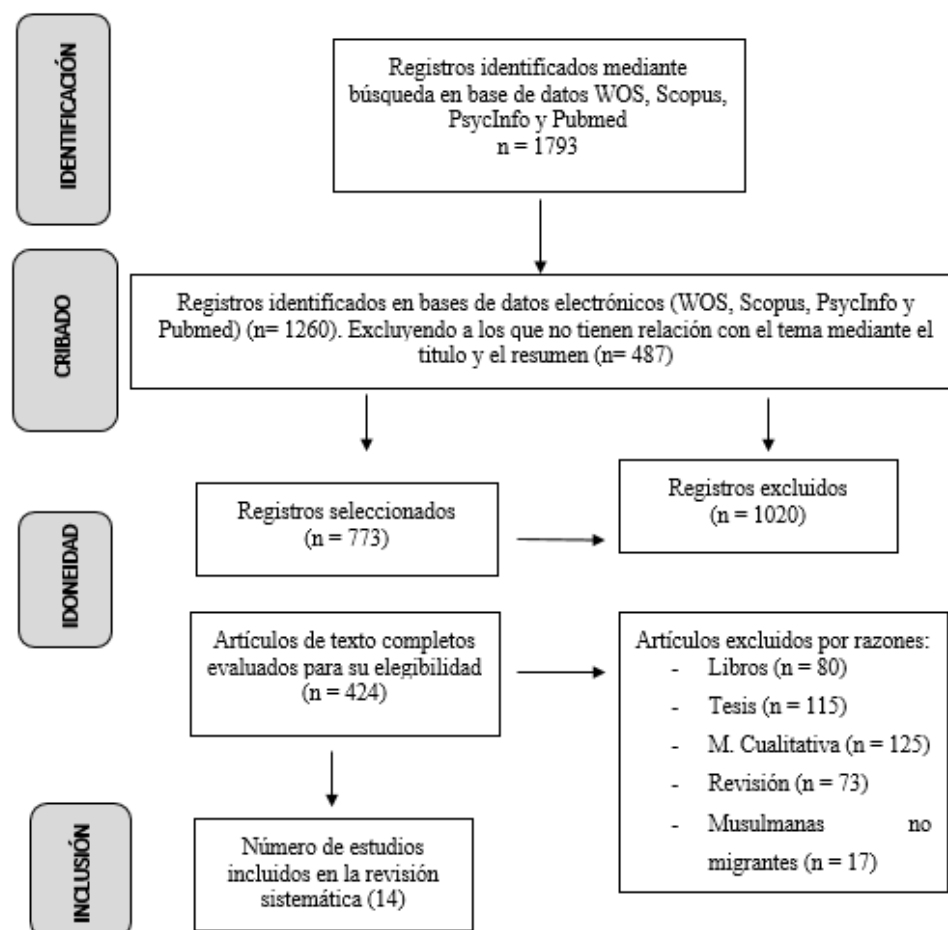 IDENTIFICACIÓN
Registros identificados mediante
búsqueda en base de datos WOS, Scopus,
PsycInfo y Pubmed
n = 1793
CRIBADO
Registros identificados en bases de datos electrónicos (WOS, Scopus, PsycInfo y
Pubmed) (n= 1260). Excluyendo a los que no tienen relación con el tema mediante el
titulo y el resumen (n= 487)
IDONEIDAD
Registros seleccionados
(n = 773)
Registros excluidos
(n = 1020)
Artículos de texto completos
evaluados para su elegibilidad
(n = 424)
Artículos excluidos por razones:
- Libros (n = 80)
- Tesis (n = 115)
- M. Cualitativa (n = 125)
- Revisión (n = 73)
- Musulmanas no
migrantes (n = 17)
INCLUSIÓN
Número de estudios
incluidos en la revisión
sistemática (14)